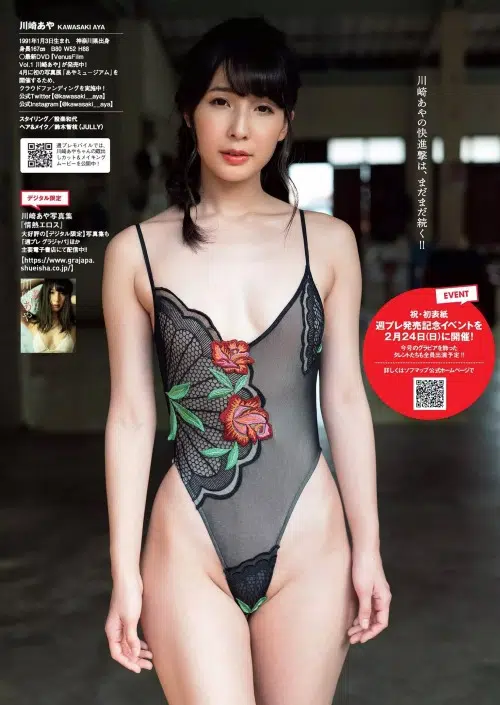 川崎あや KAWASAKI AYA
1991年1月3日生まれ 神奈川県出身
身長167㎝ B80 W52 H88
〇最新DVD『VenusFilm
Vol.1 川崎あや』が発売中!
4月に初の写真展「あやミュージアム」を
開催するため、
クラウドファンディングを実施中!
公式Twitter【@kawasaki__aya】
公式Instagram【@kawasaki__aya】
ヘア&メイク/鈴木智枝(JULLY)
週プレモバイルでは、
川崎あやちゃんの蔵出
しカット&メイキング
ムービーを公開中!
デジタル限定
川崎あや写真集
『情熱エロス』
大好評の【デジタル限定】写真集も
「週プレ グラジャパ!」ほか
主要電子書店にて配信中!!
【https://www.grajapa.
shueisha.co.jp/】
川崎あやの快進撃は、まだまだ続く!!
EVENT
祝・初表紙
週プレ発売記念イベントを
2月24日(日)に開催!
今号のグラビアを飾った
タレントたちも全員出演予定!!
詳しくはソフマップ公式ホームページで